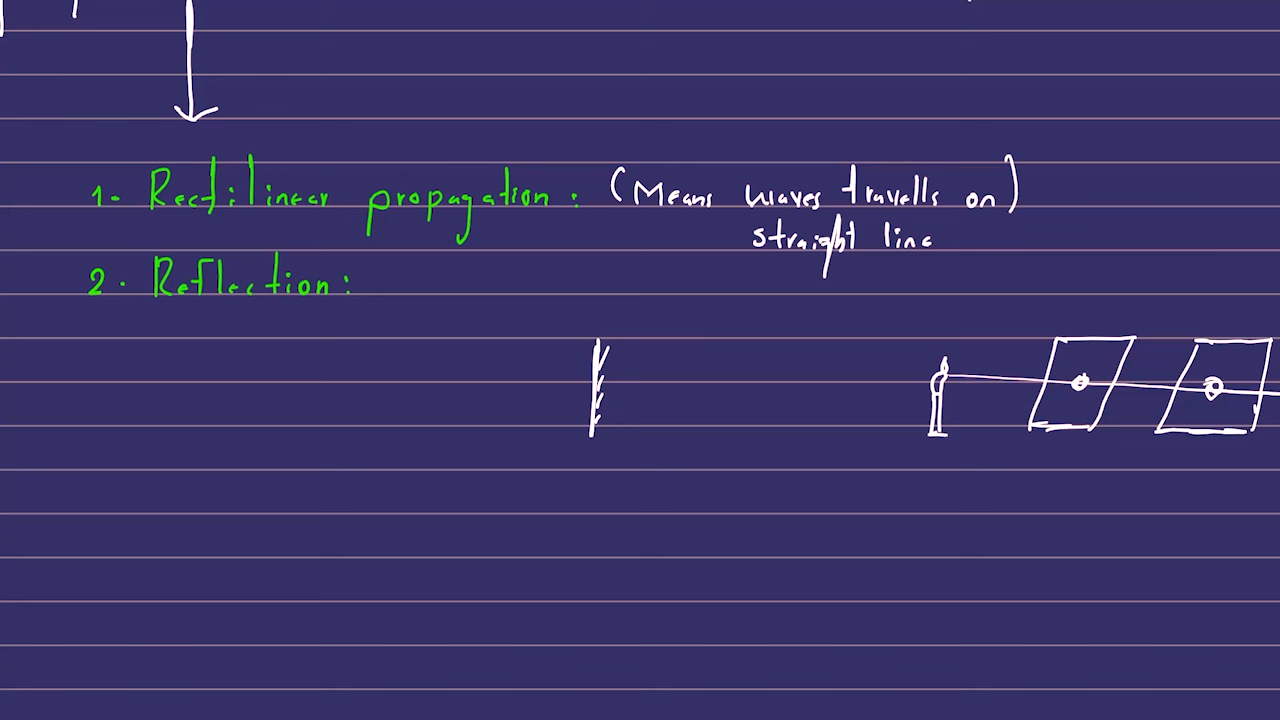 1- Rectilinear propagation: (Means waves travells on)
straight line
2. Reflection: